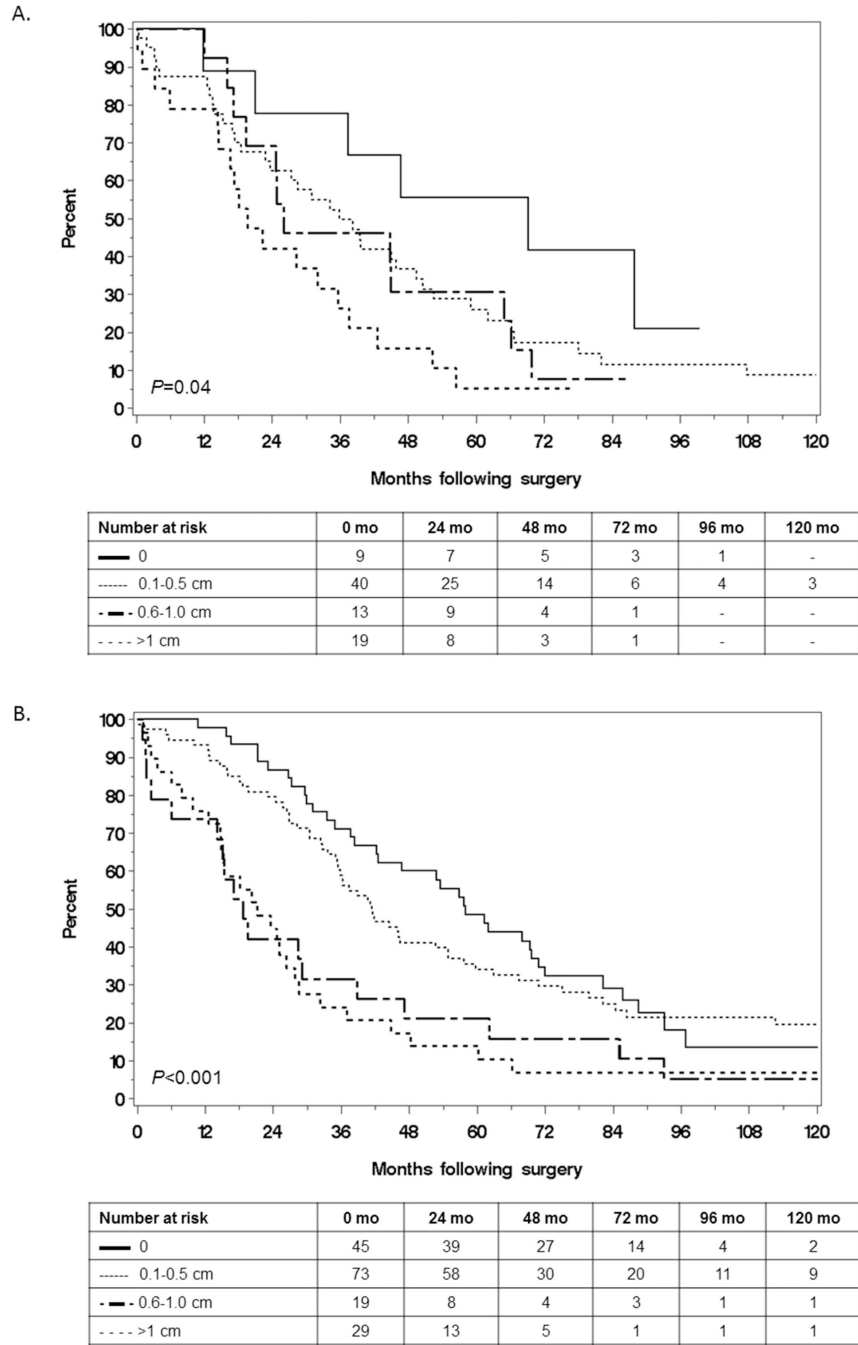 A.
100
90
80
70
60
50
40
30
20
10
0
Percent
P=0.04
0 12 24 36 48 60 72 84 96 108 120
Months following surgery
Number at risk 0 mo 24 mo 48 mo 72 mo 96 mo 120 mo
0 9 7 5 3 1 -
0.1-0.5 cm 40 25 14 6 4 3
0.6-1.0 cm 13 9 4 1 - -
>1 cm 19 8 3 1 - -
B.
100
90
80
70
60
50
40
30
20
10
0
Percent
P<0.001
0 12 24 36 48 60 72 84 96 108 120
Months following surgery
Number at risk 0 mo 24 mo 48 mo 72 mo 96 mo 120 mo
0 45 39 27 14 4 2
0.1-0.5 cm 73 58 30 20 11 9
0.6-1.0 cm 19 8 4 3 1 1
>1 cm 29 13 5 1 1 1